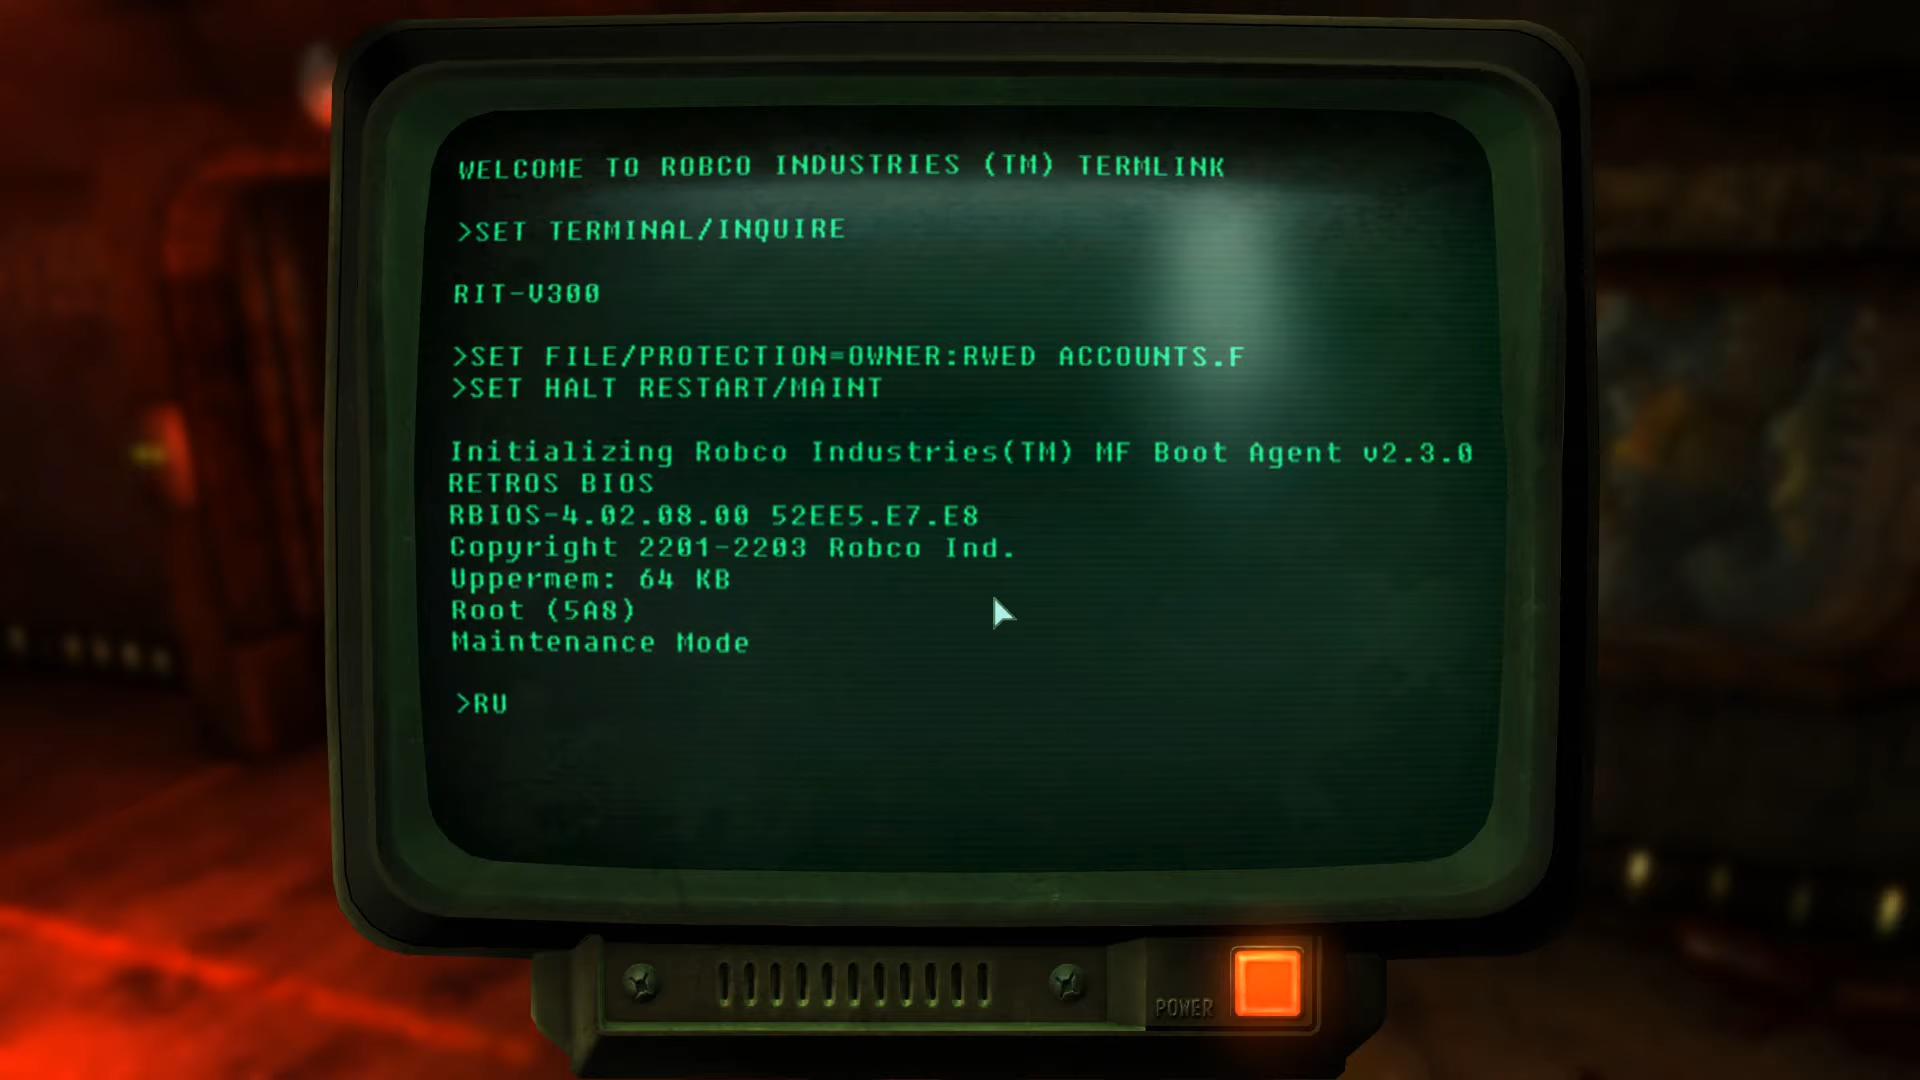 WELCOME TO ROBCO INDUSTRIES (TM) TERMLINK
>SET TERMINAL/INQUIRE
RIT-V300
>SET FILE/PROTECTION=OWNER:RWED ACCOUNTS.F
>SET HALT RESTART/MAINT
Initializing Robco Industries(TM) MF Boot Agent v2.3.0
RETROS BIOS
RBIOS-4.02.08.00 52EE5.E7.E8
Copyright 2201-2203 Robco Ind.
Uppermem: 64 KB
Root (5A8)
Maintenance Mode
>RU
POWER